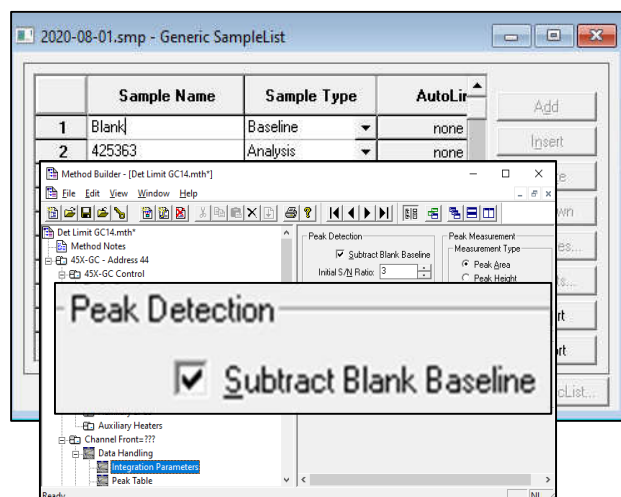 2020-08-01.smp - Generic SampleList
Sample Name Sample Type AutoLin
1 Blank Baseline none
2 425363 Analysis none
Add
Insert
Method Builder - [Det Limit GC14.mth*]
File Edit View Window Help
Det Limit GC14.mth*
Method Notes
45X-GC - Address 44
45X-GC Control
Peak Detection
Subtract Blank Baseline
Initial S/N Ratio: 3
Peak Measurement
Measurement Type
Peak Area
Peak Height
Peak Detection
Subtract Blank Baseline
Auxiliary Heaters
Channel Front=???
Data Handling
Integration Parameters
Peak Table